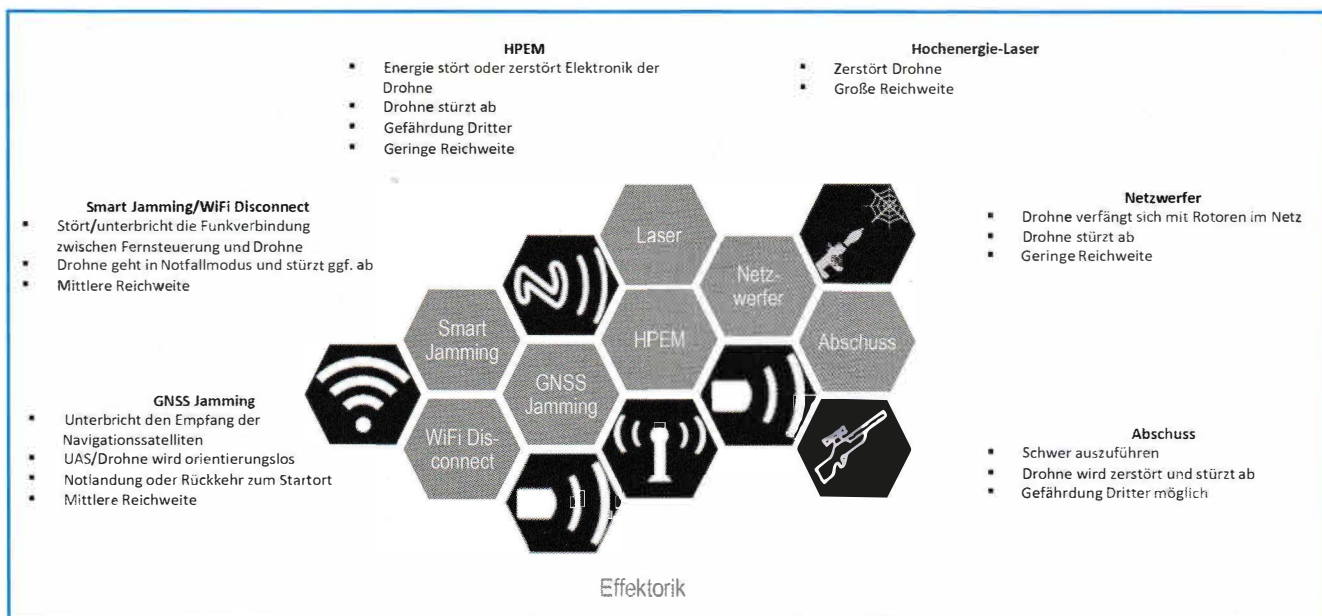 HPEM
▪ Energie stört oder zerstört Elektronik der
Drohne
▪ Drohne stürzt ab
▪ Gefährdung Dritter
▪ Geringe Reichweite
Hochenergie-Laser
▪ Zerstört Drohne
▪ Große Reichweite
Smart Jamming/WiFi Disconnect
▪ Stört/unterbricht die Funkverbindung
zwischen Fernsteuerung und Drohne
▪ Drohne geht in Notfallmodus und stürzt ggf. ab
▪ Mittlere Reichweite
Netzwerfer
▪ Drohne verfängt sich mit Rotoren im Netz
▪ Drohne stürzt ab
▪ Geringe Reichweite
GNSS Jamming
▪ Unterbricht den Empfang der
Navigationssatelliten
▪ UAS/Drohne wird orientierungslos
▪ Notlandung oder Rückkehr zum Startort
▪ Mittlere Reichweite
Abschuss
▪ Schwer auszuführen
▪ Drohne wird zerstört und stürzt ab
▪ Gefährdung Dritter möglich
Laser
Netz-
werfer
Smart
Jamming
HPEM
Abschuss
GNSS
Jamming
WiFi Dis-
connect
Effektorik